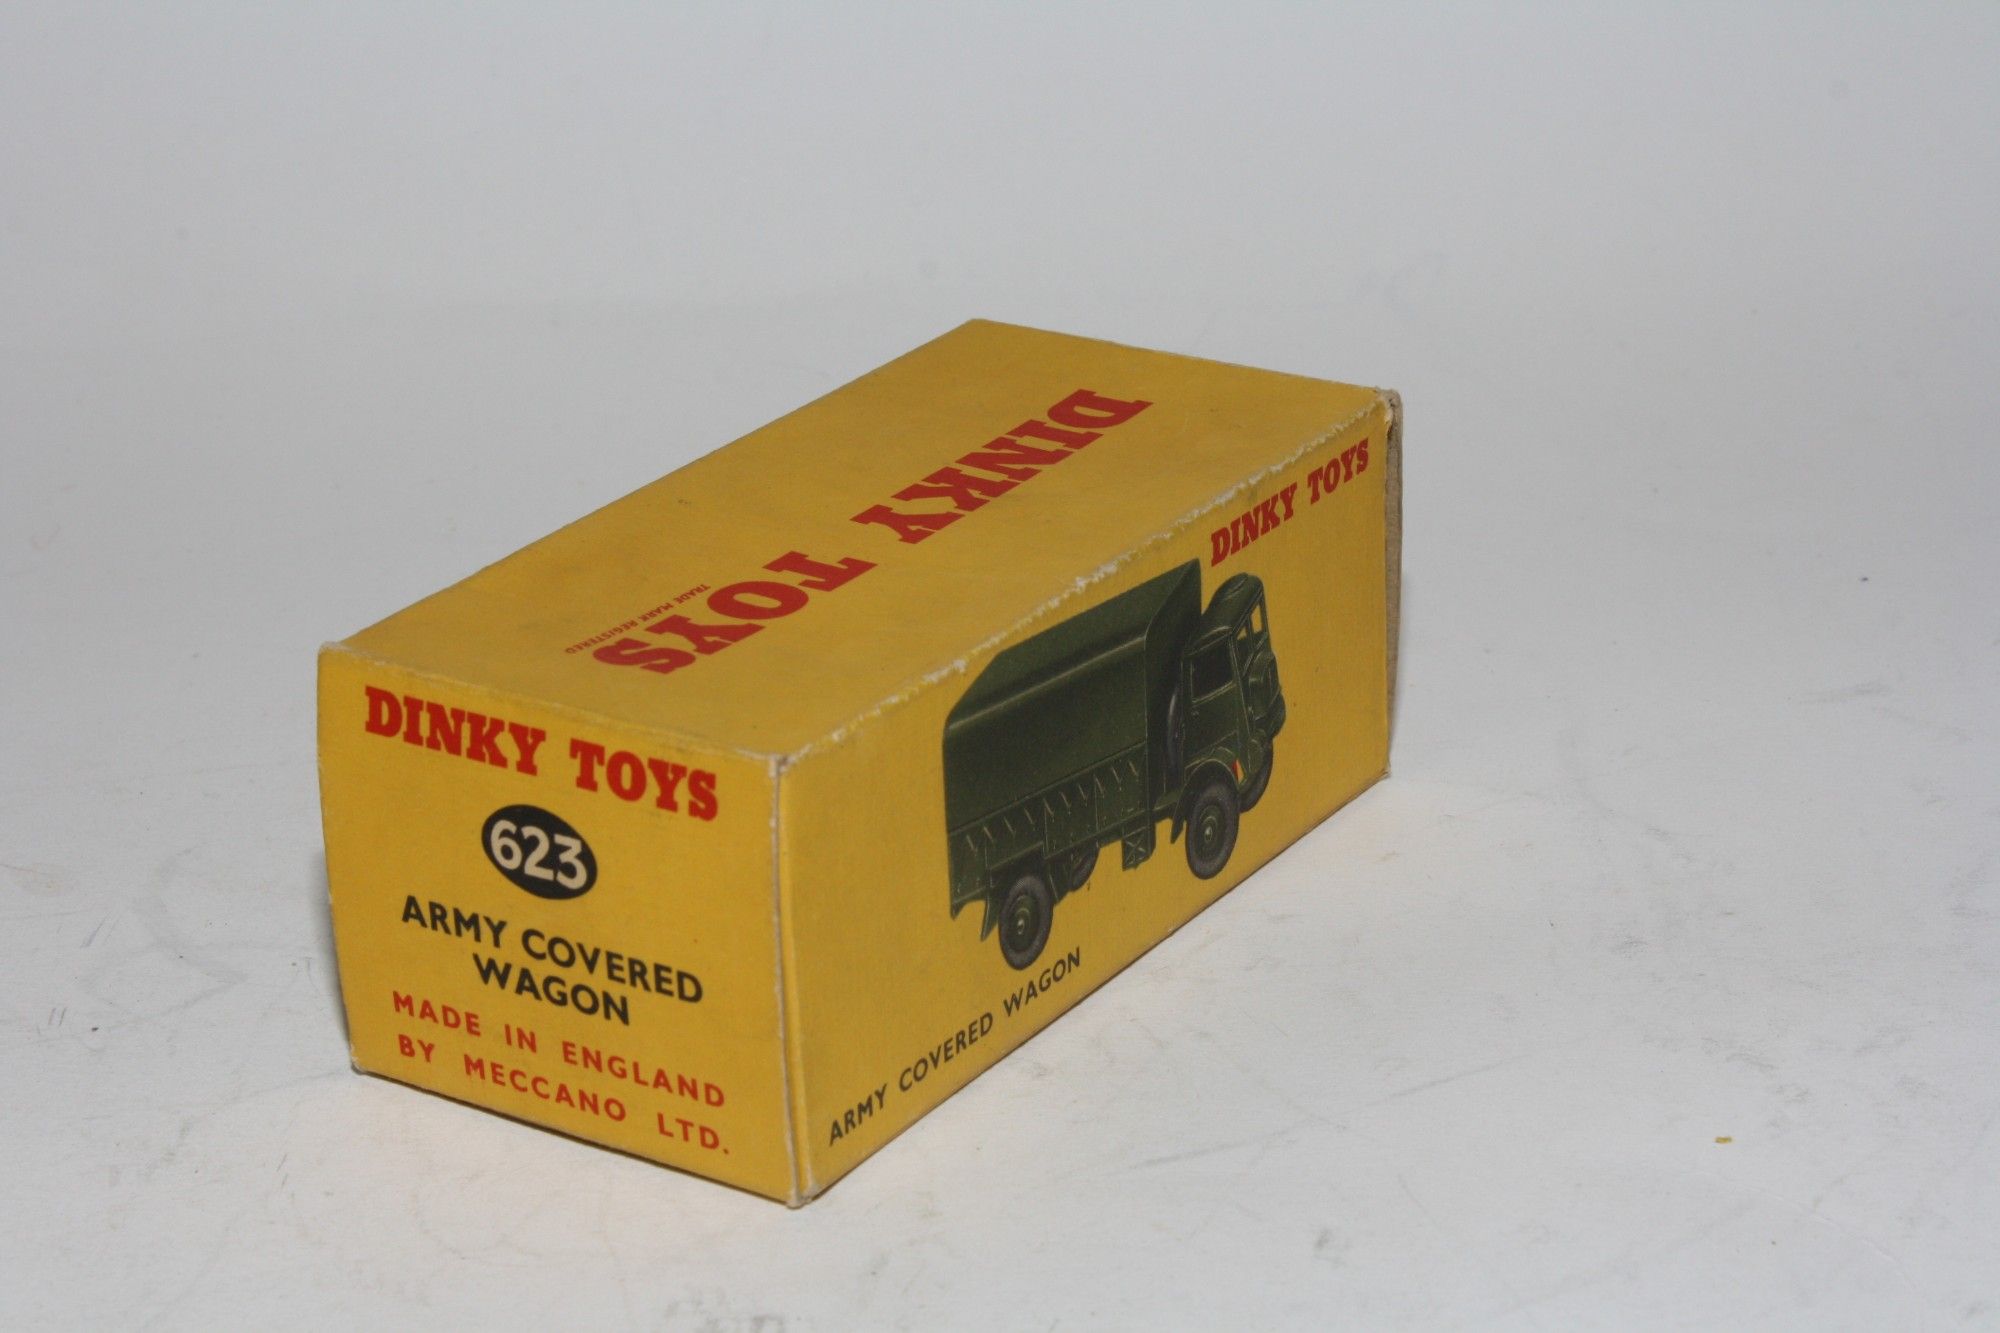 DINKY TOYS
TRADE MARK REGISTERED
DINKY TOYS
623
ARMY COVERED
WAGON
MADE IN ENGLAND
BY MECCANO LTD.
DINKY TOYS
ARMY COVERED WAGON